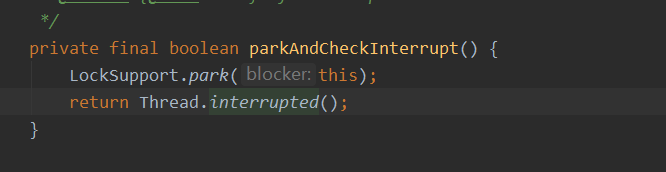 */
private final boolean parkAndCheckInterrupt() {
LockSupport.park( blocker: this);
return Thread.interrupted();
}